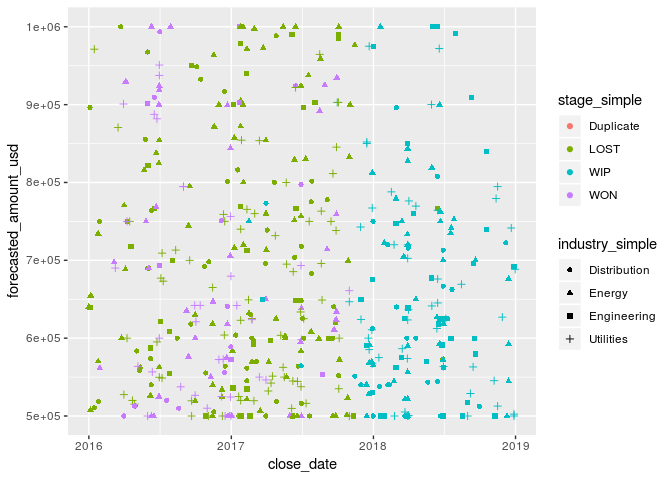 1e+06
9e+05
8e+05
7e+05
6e+05
5e+05
forecasted_amount_usd
2016
2017
2018
2019
close_date
stage_simple
Duplicate
LOST
WIP
WON
industry_simple
Distribution
Energy
Engineering
Utilities